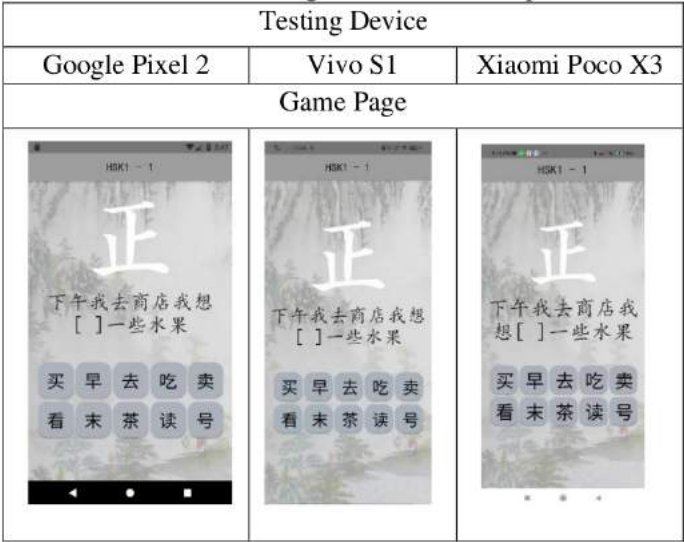 Testing Device
Google Pixel 2
Vivo S1
Xiaomi Poco X3
Game Page
HSK1 - 1
正
下午我去商店我想
[ ]一些水果
买 早 去 吃 卖
看 末 茶 读 号
HSK1 - 1
正
下午我去商店我想
[ ]一些水果
买 早 去 吃 卖
看 末 茶 读 号
HSK1 - 1
正
下午我去商店我
想[ ]一些水果
买 早 去 吃 卖
看 末 茶 读 号